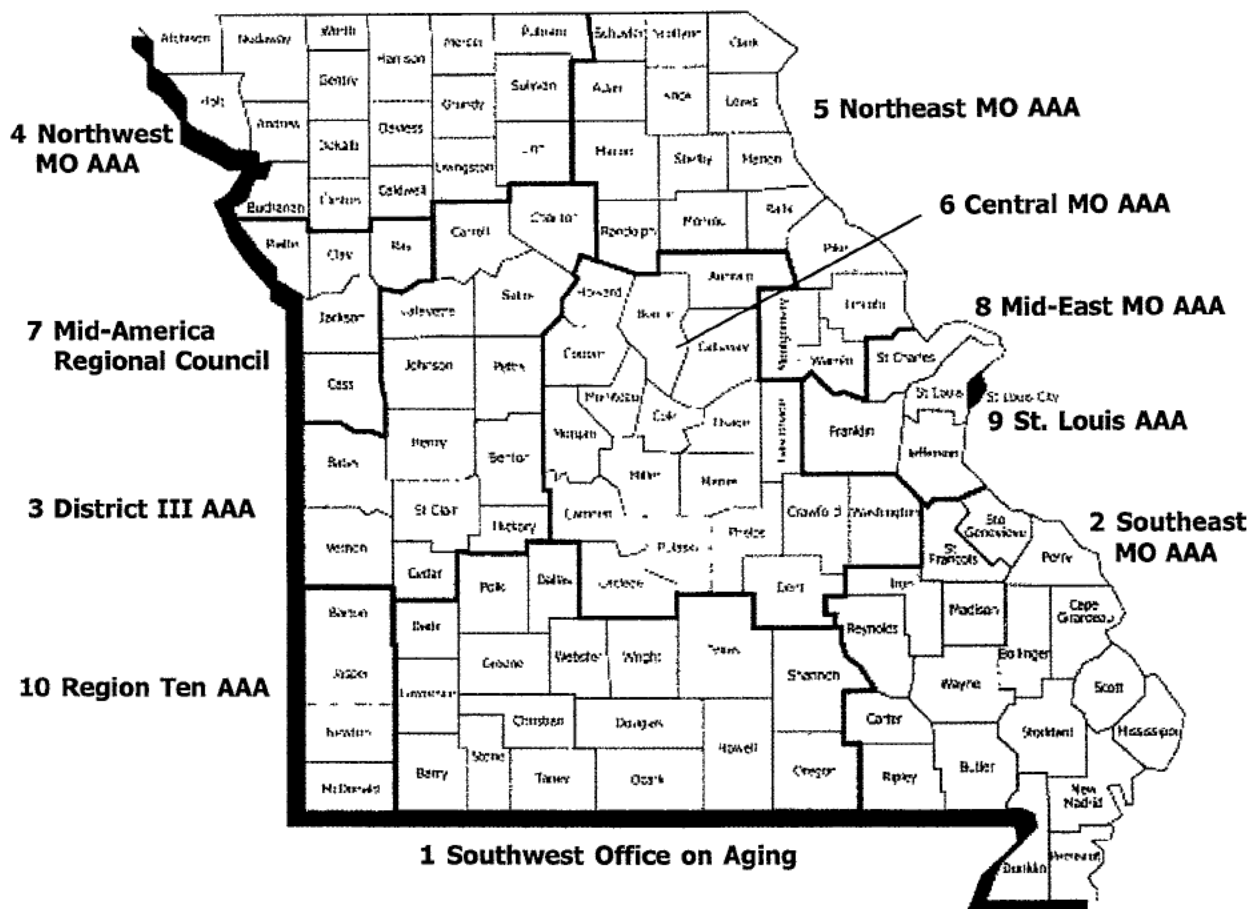 Atchison Nodaway Worth Harrison Mercer Putnam Schuyler Scotland Clark
Holt Andrew Gentry Dekalb Daviess Grundy Sullivan Adair Knox Lewis
4 Northwest
MO AAA
5 Northeast MO AAA
Buchanan Clinton Caldwell Livingston Linn Macon Shelby Marion
6 Central MO AAA
Platte Clay Ray Carroll Chariton Randolph Monroe Ralls Pike
7 Mid-America
Regional Council
Jackson Lafayette Saline Howard Boone Audrain Callaway Montgomery Lincoln Warren
8 Mid-East MO AAA
St Charles
St Louis
St Louis City
9 St. Louis AAA
Cass Johnson Pettis Cooper Moniteau Cole Osage Franklin Jefferson
Bates Henry Benton Morgan Miller Maries
3 District III AAA
St Clair Hickory Camden Pulaski Phelps Crawford Washington
2 Southeast
MO AAA
Ste
Genevieve
St
Francois
Perry
Vernon Cedar Polk Dallas Laclede Dent Iron Madison
Cape
Girardeau
Barton Dade Greene Webster Wright Texas Shannon Reynolds Wayne Bollinger Scott Mississippi
10 Region Ten AAA
Jasper Newton McDonald Lawrence Christian Douglas Howell Carter Stoddard
Barry Stone Taney Ozark Oregon Ripley Butler
New
Madrid
1 Southwest Office on Aging
Dunklin Pemiscot